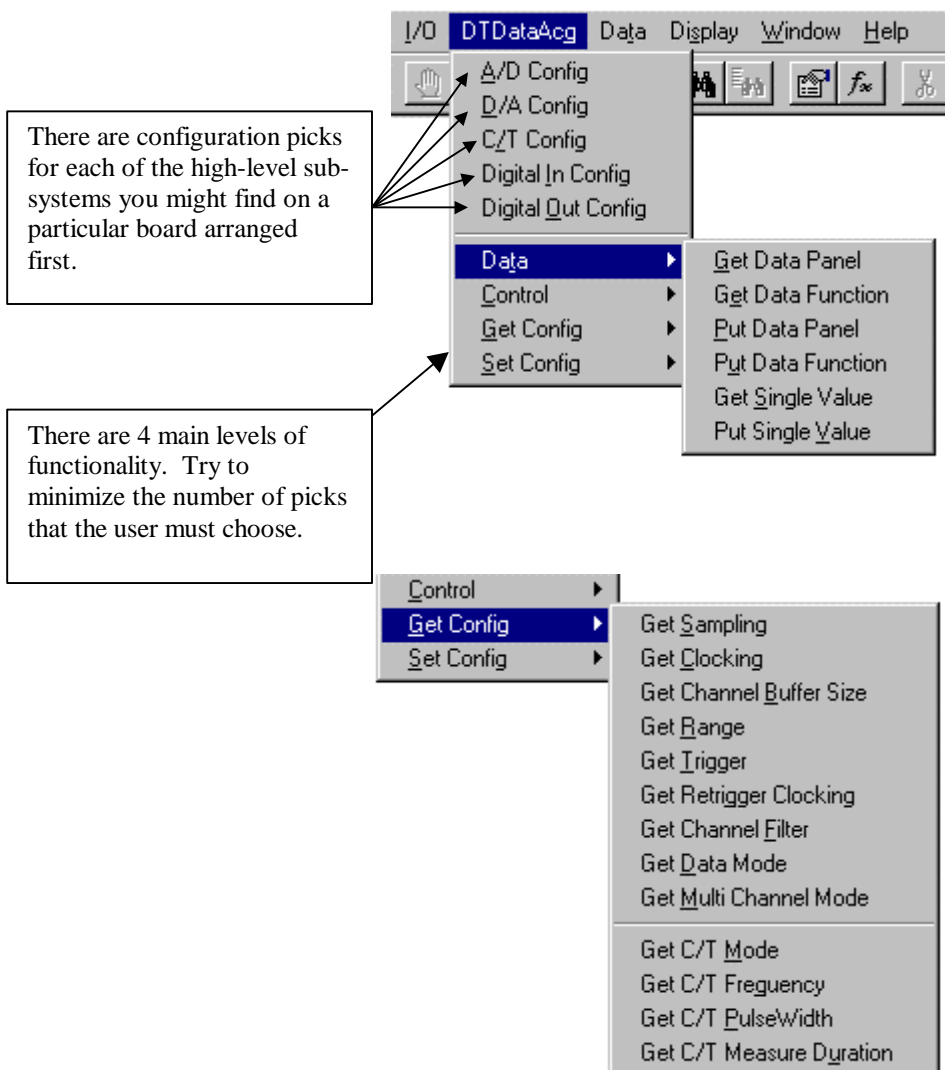 I/O DTDataAcq Data Display Window Help
A/D Config
D/A Config
C/T Config
Digital In Config
Digital Out Config
There are configuration picks
for each of the high-level sub-
systems you might find on a
particular board arranged
first.
Data
Control
Get Config
Set Config
Get Data Panel
Get Data Function
Put Data Panel
Put Data Function
Get Single Value
Put Single Value
There are 4 main levels of
functionality. Try to
minimize the number of picks
that the user must choose.
Control
Get Config
Set Config
Get Sampling
Get Clocking
Get Channel Buffer Size
Get Range
Get Trigger
Get Retrigger Clocking
Get Channel Filter
Get Data Mode
Get Multi Channel Mode
Get C/T Mode
Get C/T Frequency
Get C/T PulseWidth
Get C/T Measure Duration